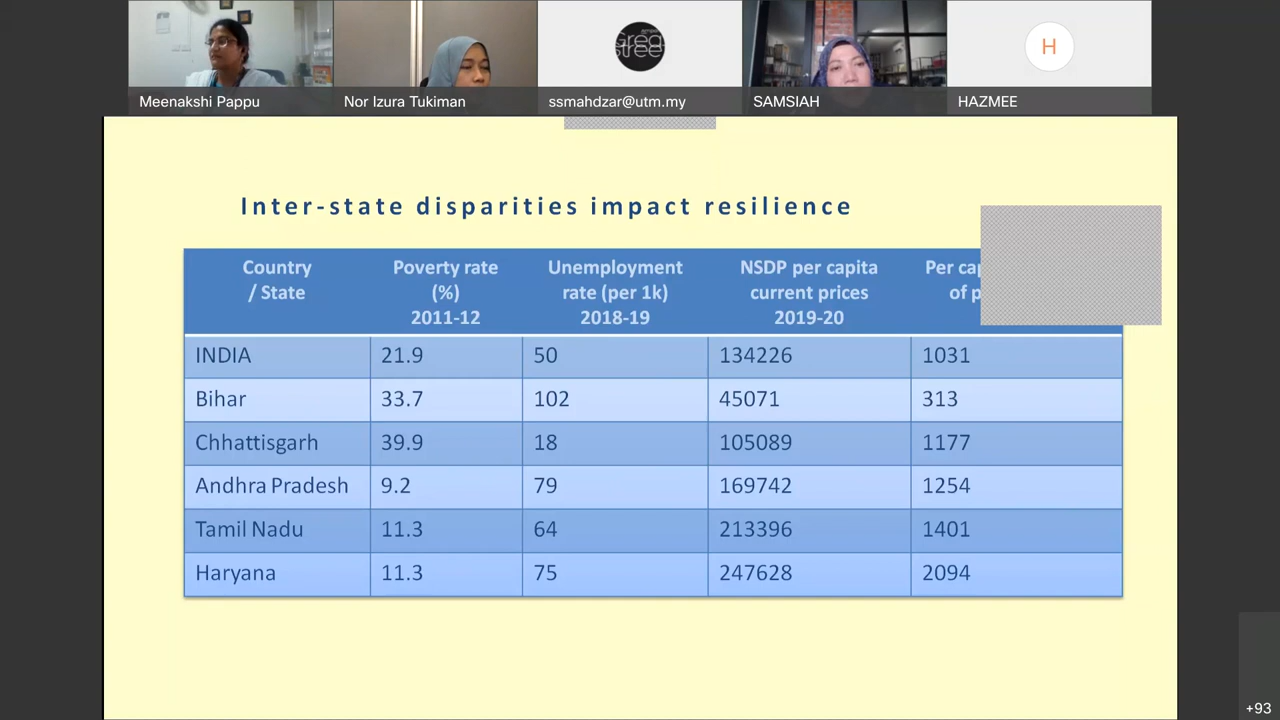 Meenakshi Pappu
Nor Izura Tukiman
ssmahdzar@utm.my
SAMSIAH
H
HAZMEE
Inter-state disparities impact resilience
Country / State
Poverty rate (%) 2011-12
Unemployment rate (per 1k) 2018-19
NSDP per capita current prices 2019-20
Per
of
INDIA 21.9 50 134226 1031
Bihar 33.7 102 45071 313
Chhattisgarh 39.9 18 105089 1177
Andhra Pradesh 9.2 79 169742 1254
Tamil Nadu 11.3 64 213396 1401
Haryana 11.3 75 247628 2094
+93